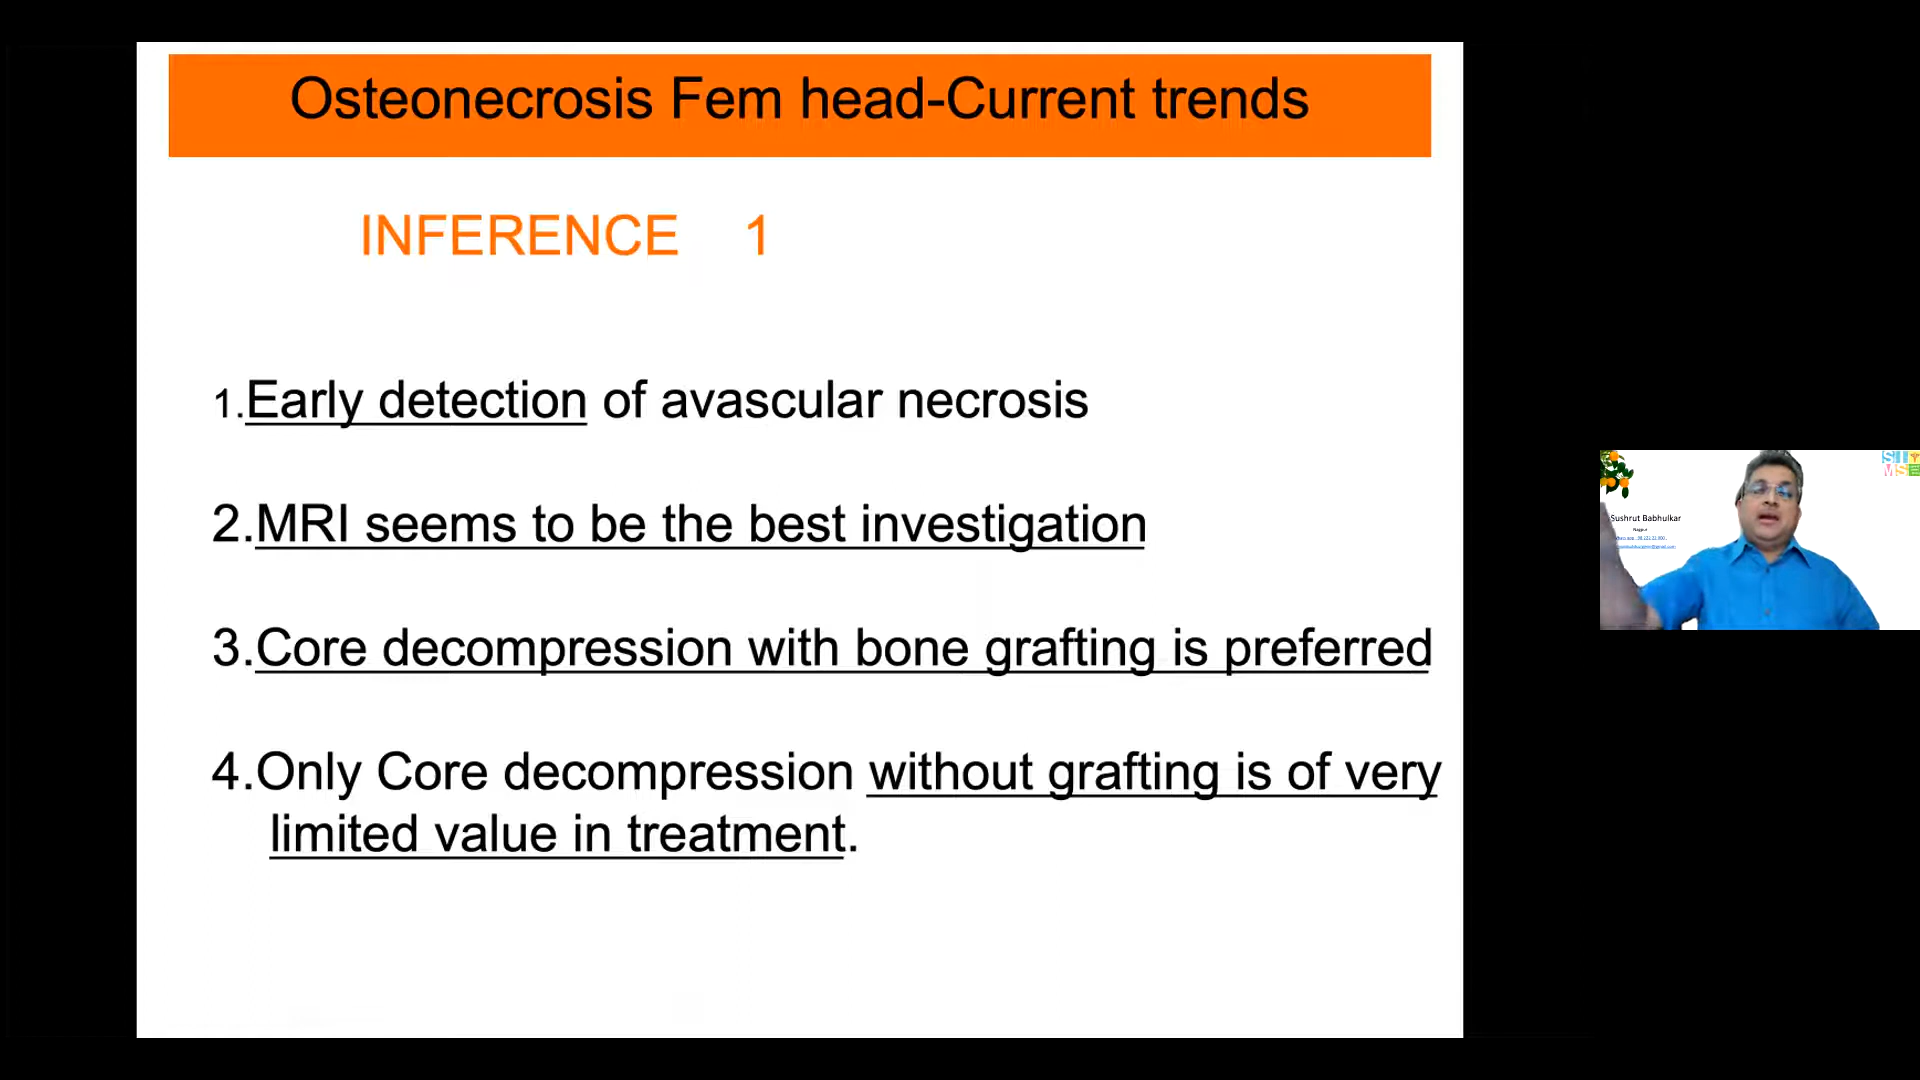 Osteonecrosis Fem head-Current trends
INFERENCE 1
1.Early detection of avascular necrosis
2.MRI seems to be the best investigation
3.Core decompression with bone grafting is preferred
4.Only Core decompression without grafting is of very
limited value in treatment.
Sushrut Babhulkar
Nagpur